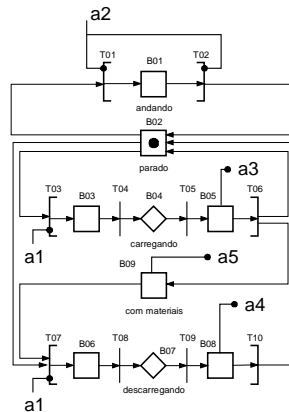 a2
T01 B01 T02
andando
B02
parado
a3
T03 B03 T04 B04 T05 B05 T06
carregando
a1
B09 a5
com materiais
a4
T07 B06 T08 B07 T09 B08 T10
descarregando
a1